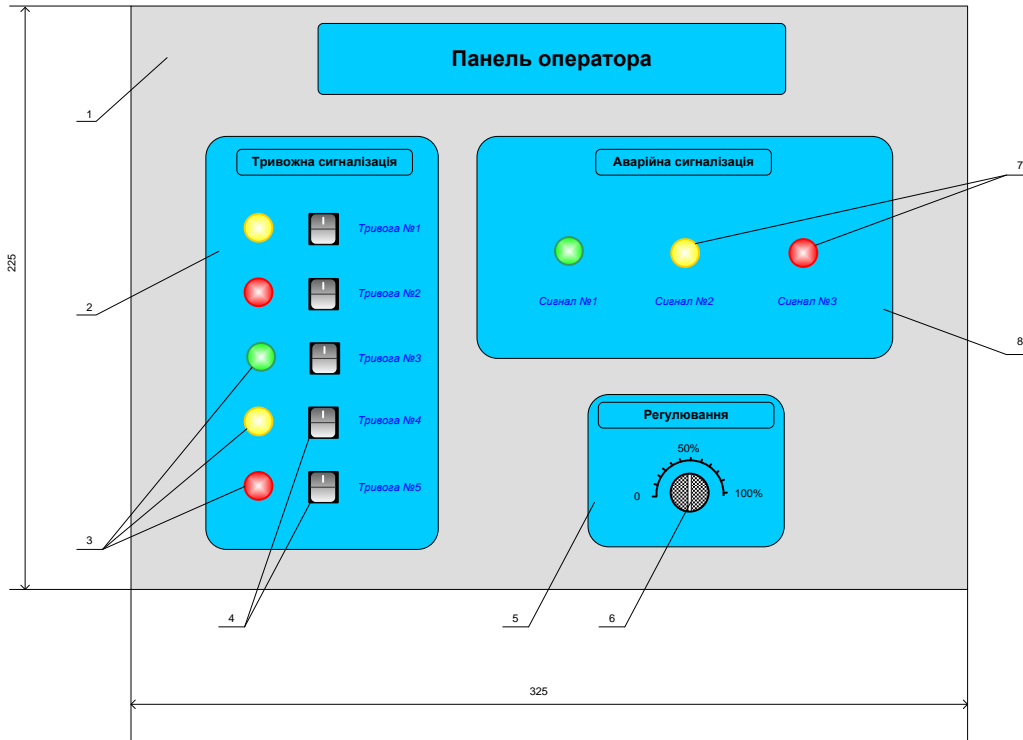 Панель оператора
1
Тривожна сигналізація
Аварійна сигналізація
7
Тривога №1
225
2
Тривога №2
Сигнал №1
Сигнал №2
Сигнал №3
8
Тривога №3
Тривога №4
Регулювання
50%
0
100%
Тривога №5
3
4
5
6
325